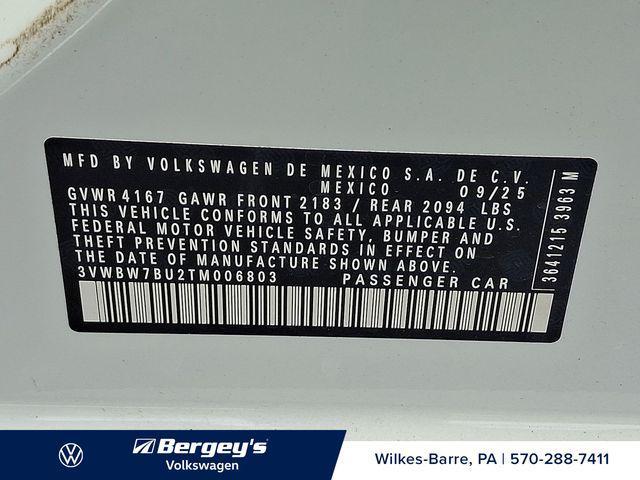 MFD BY VOLKSWAGEN DE MEXICO S.A. DE C.V.
MEXICO 09/25
GVWR 4167 GAWR FRONT 2183 / REAR 2094 LBS
THIS VEHICLE CONFORMS TO ALL APPLICABLE U.S.
FEDERAL MOTOR VEHICLE SAFETY, BUMPER AND
THEFT PREVENTION STANDARDS IN EFFECT ON
THE DATE OF MANUFACTURE SHOWN ABOVE.
3VWBW7BU2TM006803 PASSENGER CAR
3641215 3963 M
VW
Bergey's
Volkswagen
Wilkes-Barre, PA | 570-288-7411